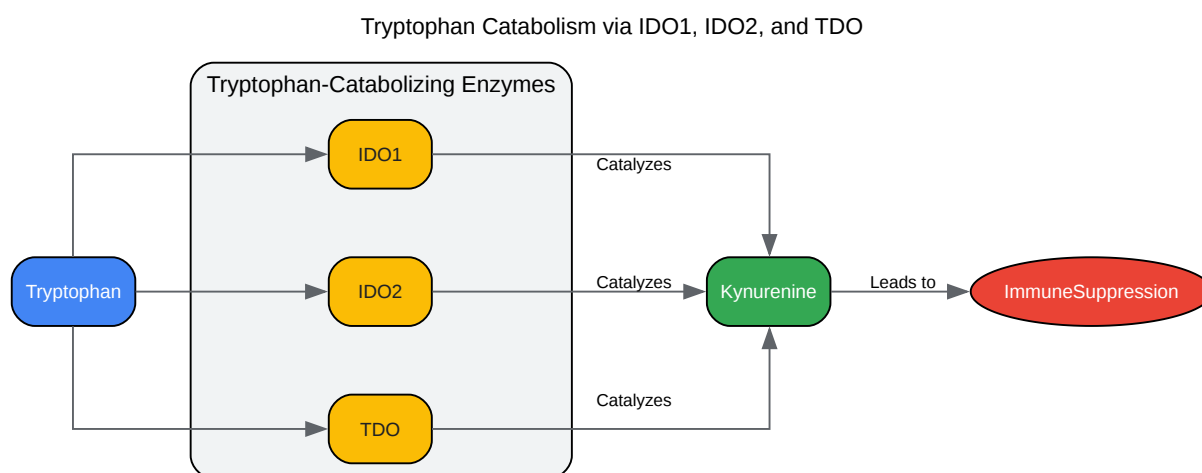 Tryptophan Catabolism via IDO1, IDO2, and TDO
Tryptophan-Catabolizing Enzymes
IDO1
Catalyzes
Tryptophan
IDO2
Catalyzes
Kynurenine
Leads to
ImmuneSuppression
TDO
Catalyzes